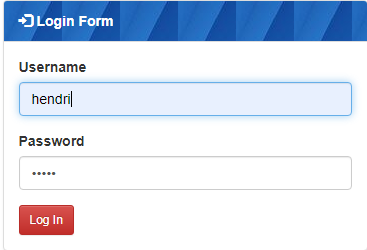 Login Form
Username
hendri
Password
•••••
Log In